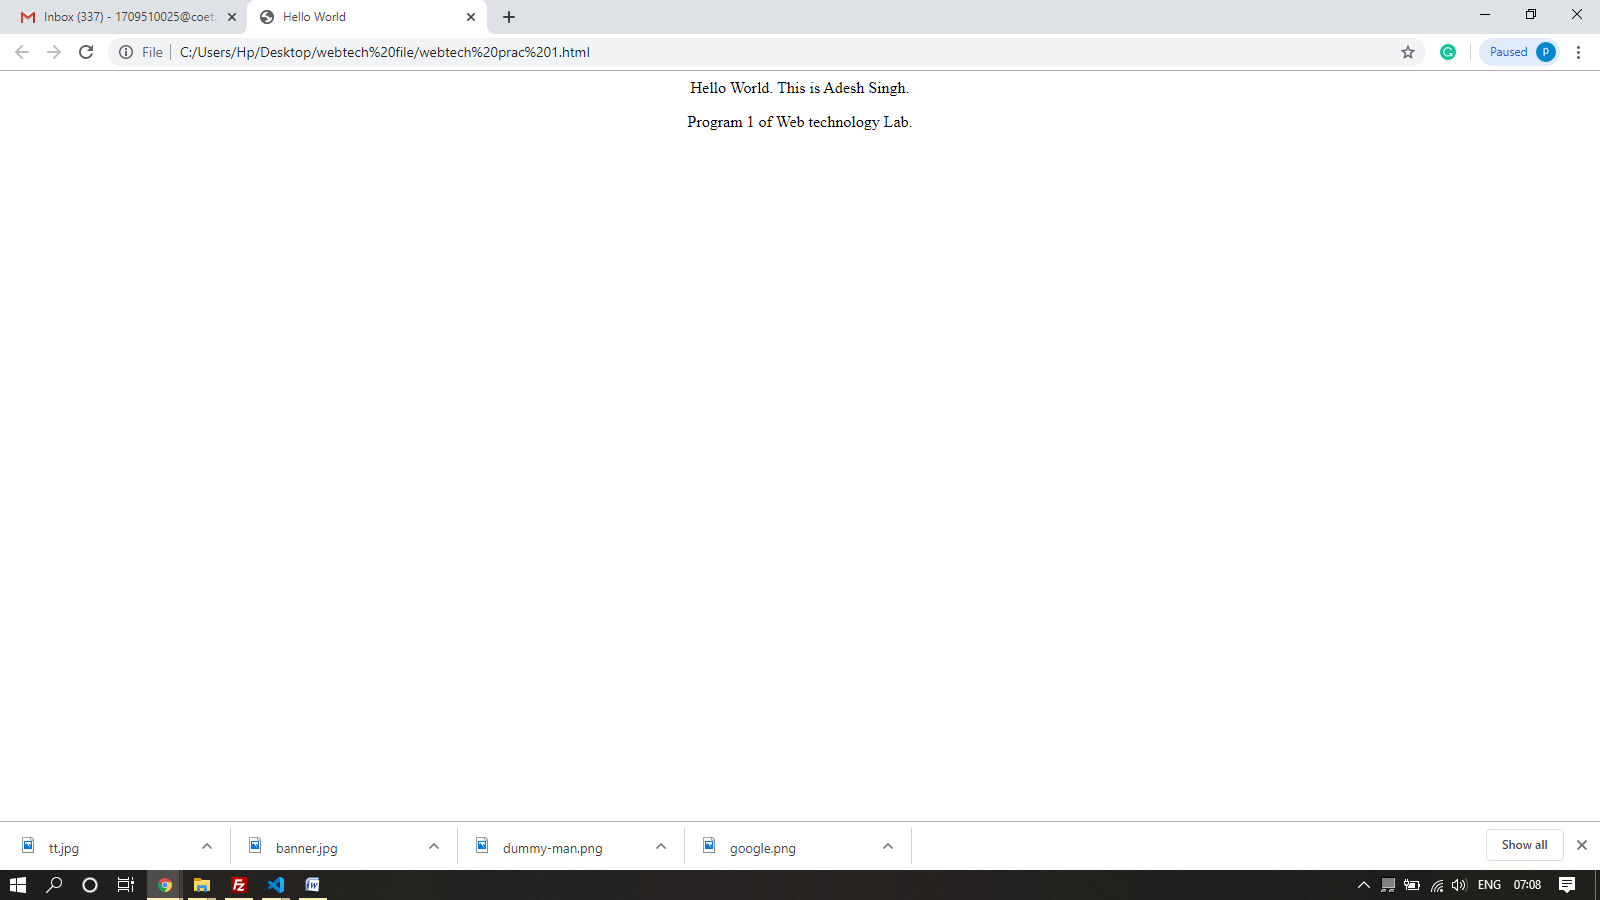 Inbox (337) - 1709510025@coet.
Hello World
File
C:/Users/Hp/Desktop/webtech%20file/webtech%20prac%201.html
Paused
P
Hello World. This is Adesh Singh.
Program 1 of Web technology Lab.
tt.jpg
banner.jpg
dummy-man.png
google.png
Show all
ENG
07:08